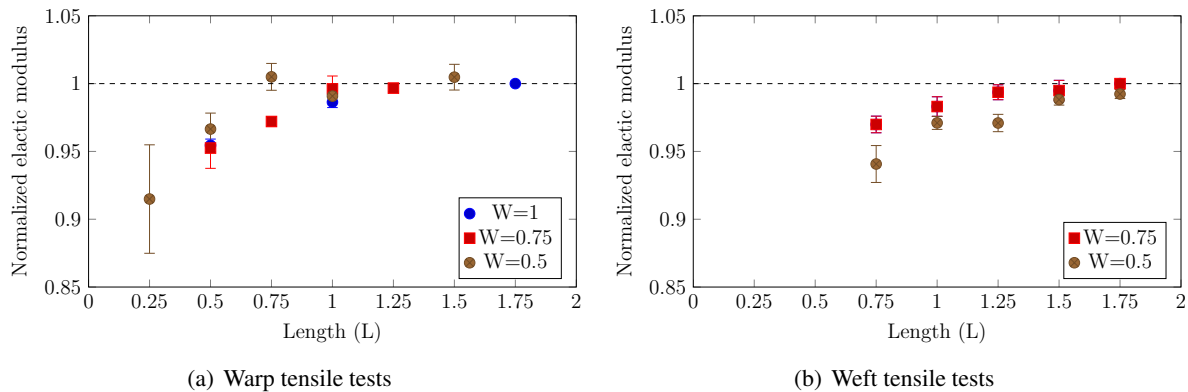 1.05
1
0.95
0.9
0.85
Normalized elactic modulus
0 0.25 0.5 0.75 1 1.25 1.5 1.75 2
Length (L)
W=1
W=0.75
W=0.5
(a) Warp tensile tests
1.05
1
0.95
0.9
0.85
Normalized elactic modulus
0 0.25 0.5 0.75 1 1.25 1.5 1.75 2
Length (L)
W=0.75
W=0.5
(b) Weft tensile tests